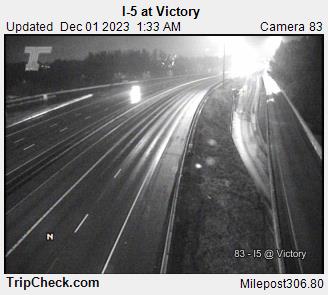 I-5 at Victory
Updated Dec 01 2023 1:33 AM Camera 83
T
N
83 - I5 @ Victory
TripCheck.com Milepost306.80